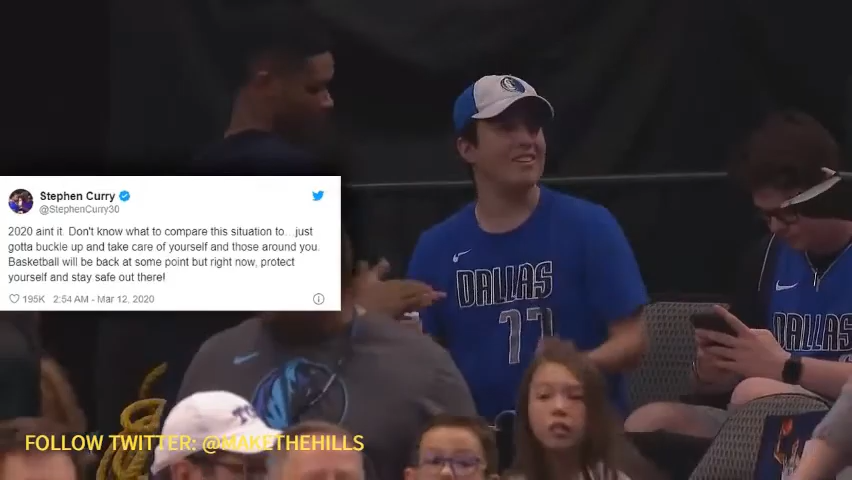 Stephen Curry
@StephenCurry30
2020 aint it. Don't know what to compare this situation to...just
gotta buckle up and take care of yourself and those around you.
Basketball will be back at some point but right now, protect
yourself and stay safe out there!
195K 2:54 AM - Mar 12, 2020
DALLAS
77
DALLAS
FOLLOW TWITTER: @MAKETHEHILLS